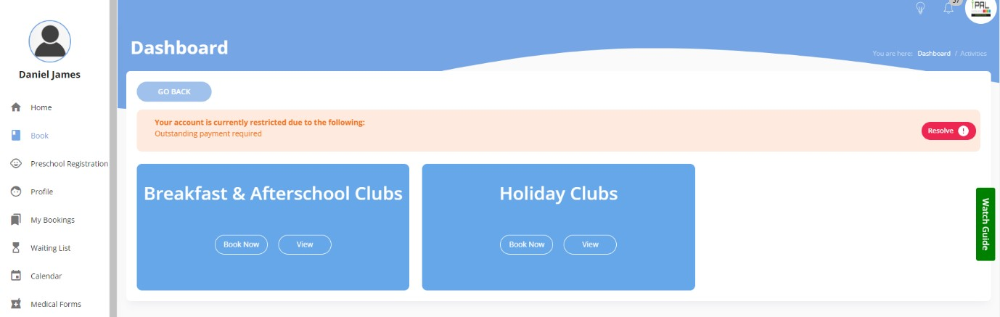 Daniel James
Home
Book
Preschool Registration
Profile
My Bookings
Waiting List
Calendar
Medical Forms
PAL
Dashboard
You are here: Dashboard / Activities
GO BACK
Your account is currently restricted due to the following:
Outstanding payment required
Resolve !
Breakfast & Afterschool Clubs
Book Now View
Holiday Clubs
Book Now View
Watch Guide